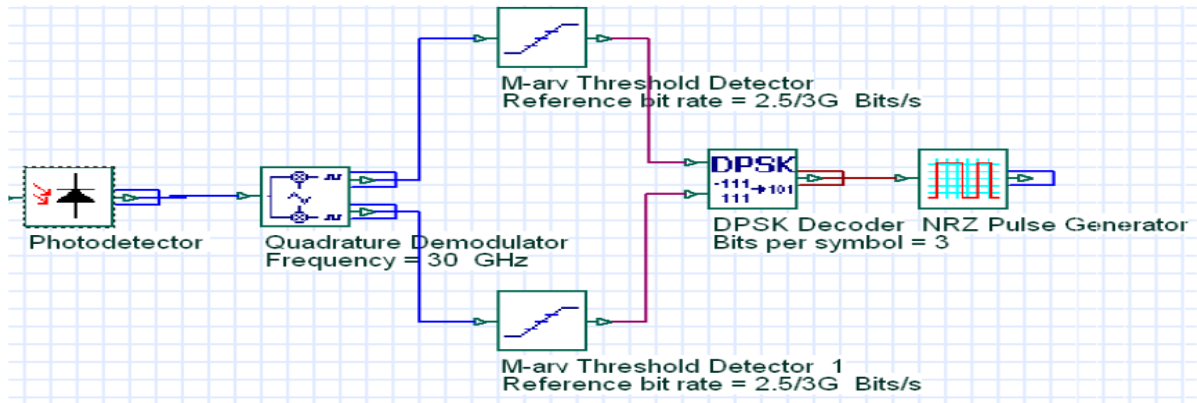 M-arv Threshold Detector
Reference bit rate = 2.5/3G Bits/s
DPSK
-111
111
101
Photodetector
Quadrature Demodulator
Frequency = 30 GHz
DPSK Decoder
Bits per symbol = 3
NRZ Pulse Generator
M-arv Threshold Detector 1
Reference bit rate = 2.5/3G Bits/s